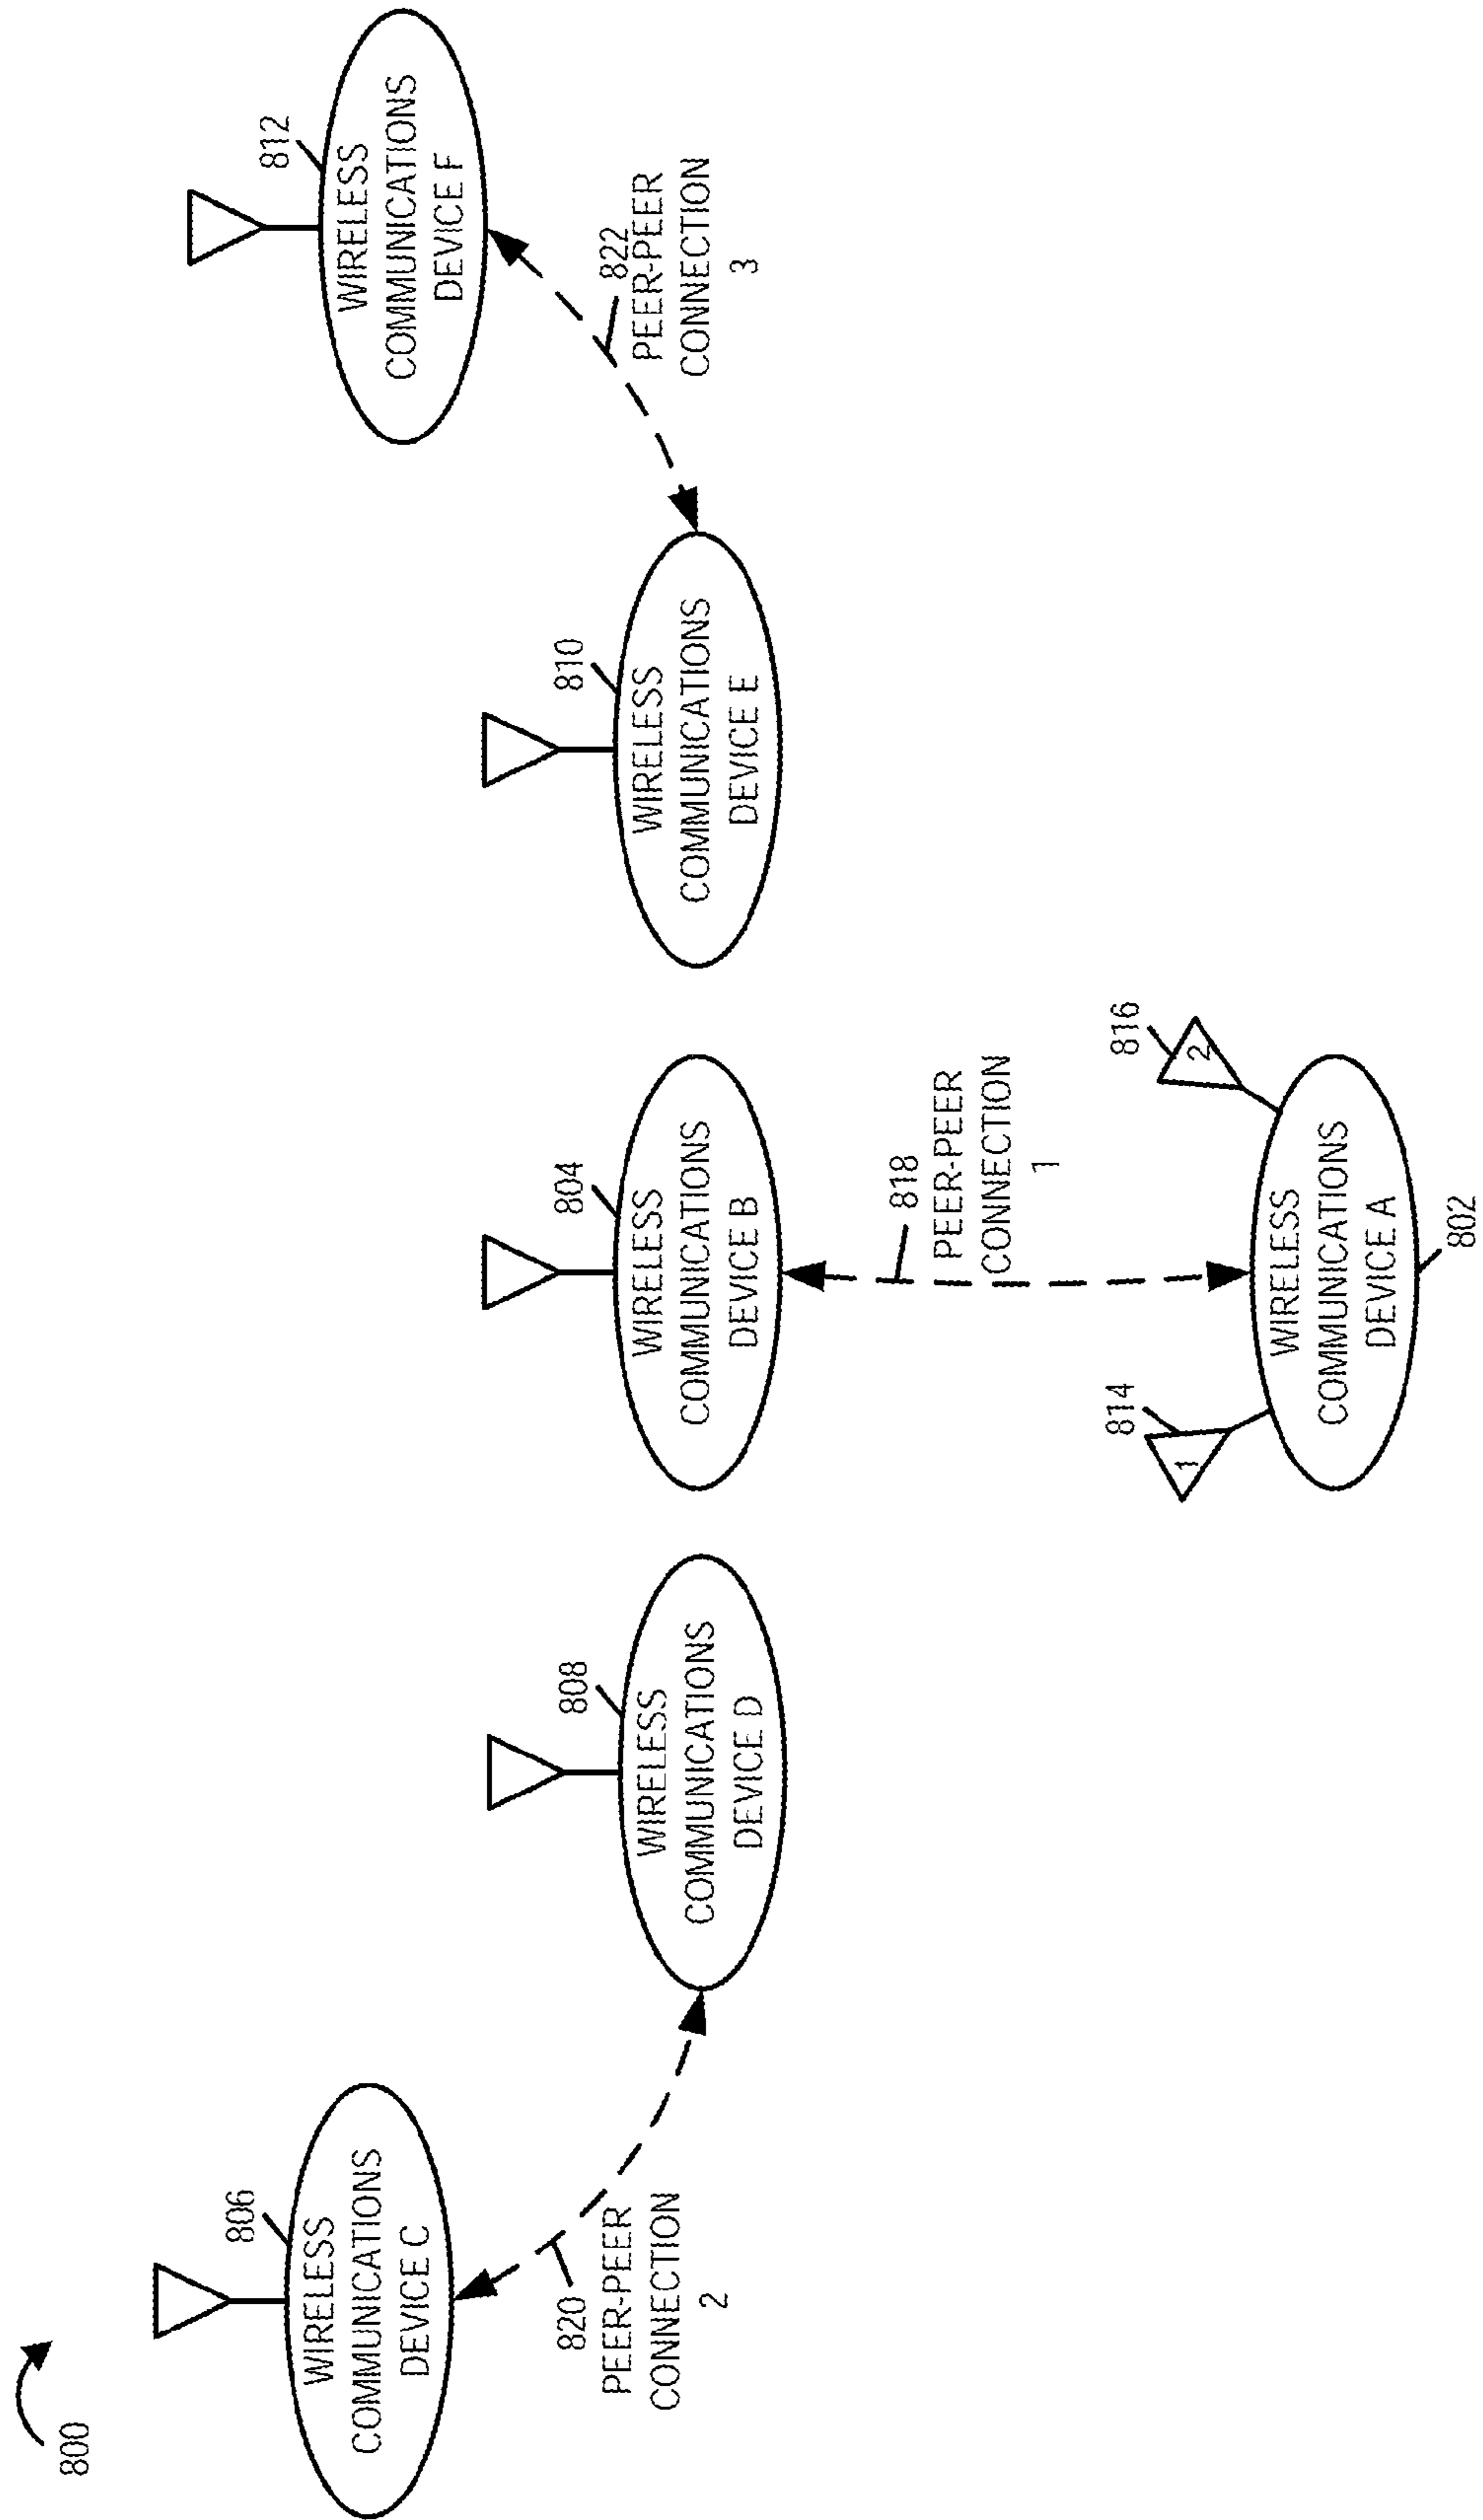 800
806
WIRELESS
COMMUNICATIONS
DEVICE C
820
PEER-PEER
CONNECTION
2
808
WIRELESS
COMMUNICATIONS
DEVICE D
804
WIRELESS
COMMUNICATIONS
DEVICE B
818
PEER-PEER
CONNECTION
1
814
1
816
2
WIRELESS
COMMUNICATIONS
DEVICE A
802
810
WIRELESS
COMMUNICATIONS
DEVICE E
812
WIRELESS
COMMUNICATIONS
DEVICE F
822
PEER-PEER
CONNECTION
3